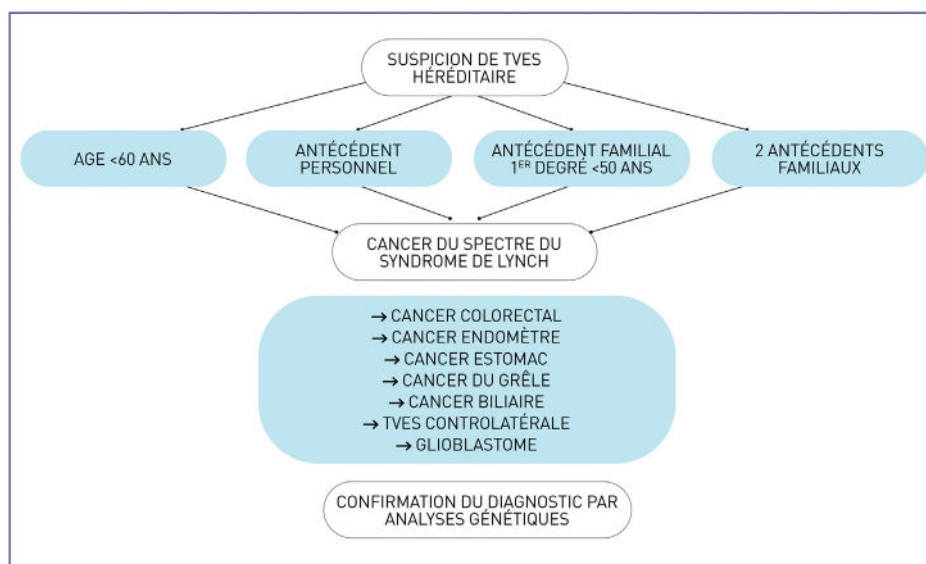 SUSPICION DE TVES
HÉRÉDITAIRE
AGE <60 ANS
ANTÉCÉDENT
PERSONNEL
ANTÉCÉDENT FAMILIAL
1ER DEGRÉ <50 ANS
2 ANTÉCÉDENTS
FAMILIAUX
CANCER DU SPECTRE DU
SYNDROME DE LYNCH
→ CANCER COLORECTAL
→ CANCER ENDOMÈTRE
→ CANCER ESTOMAC
→ CANCER DU GRÊLE
→ CANCER BILIAIRE
→ TVES CONTROLATÉRALE
→ GLIOBLASTOME
CONFIRMATION DU DIAGNOSTIC PAR
ANALYSES GÉNÉTIQUES